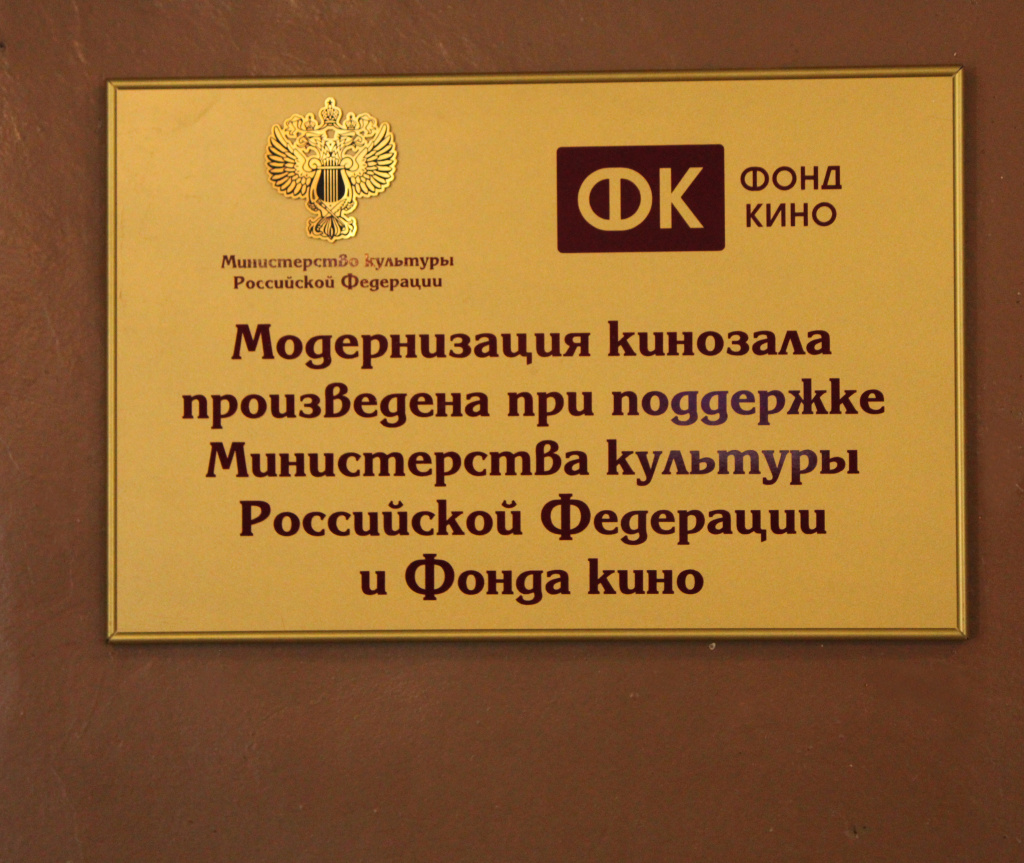 Министерство культуры
Российской Федерации
ФК
ФОНД
КИНО
Модернизация кинозала
произведена при поддержке
Министерства культуры
Российской Федерации
и Фонда кино